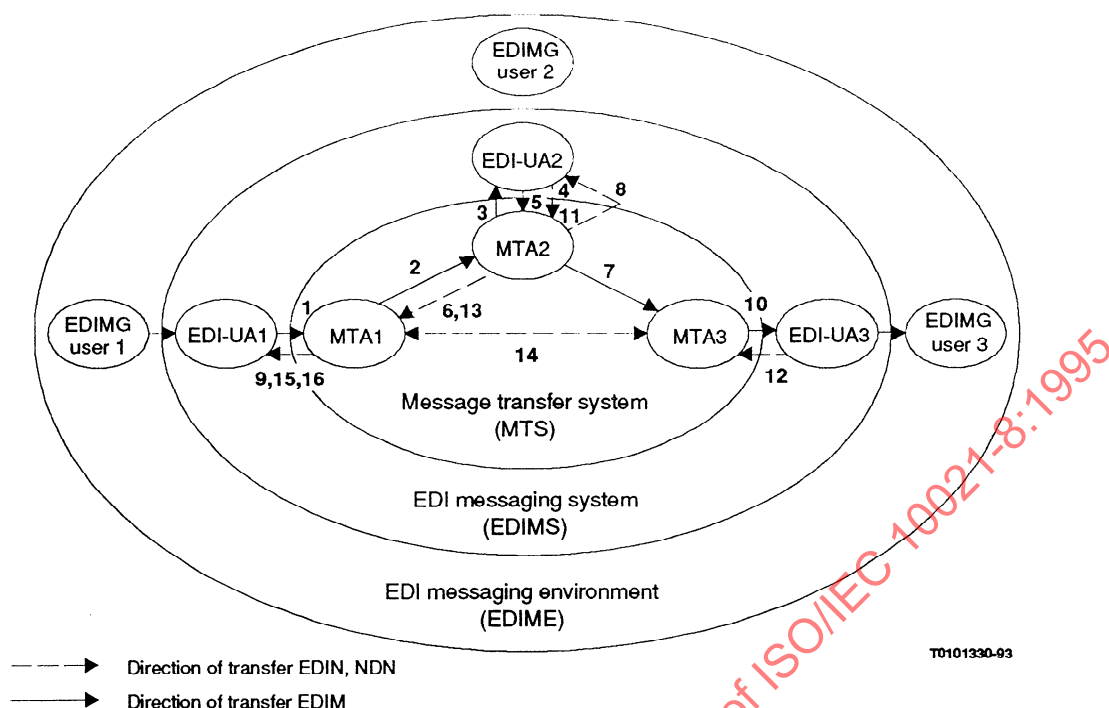 EDIMG
user 2
EDI-UA2
8
4
5
3
11
MTA2
2
7
6,13
1
10
EDIMG
user 1
EDI-UA1
MTA1
MTA3
EDI-UA3
EDIMG
user 3
14
9,15,16
12
Message transfer system
(MTS)
EDI messaging system
(EDIMS)
EDI messaging environment
(EDIME)
T0101330-93
Direction of transfer EDIN, NDN
Direction of transfer EDIM
of ISO/IEC 10021-8:1995